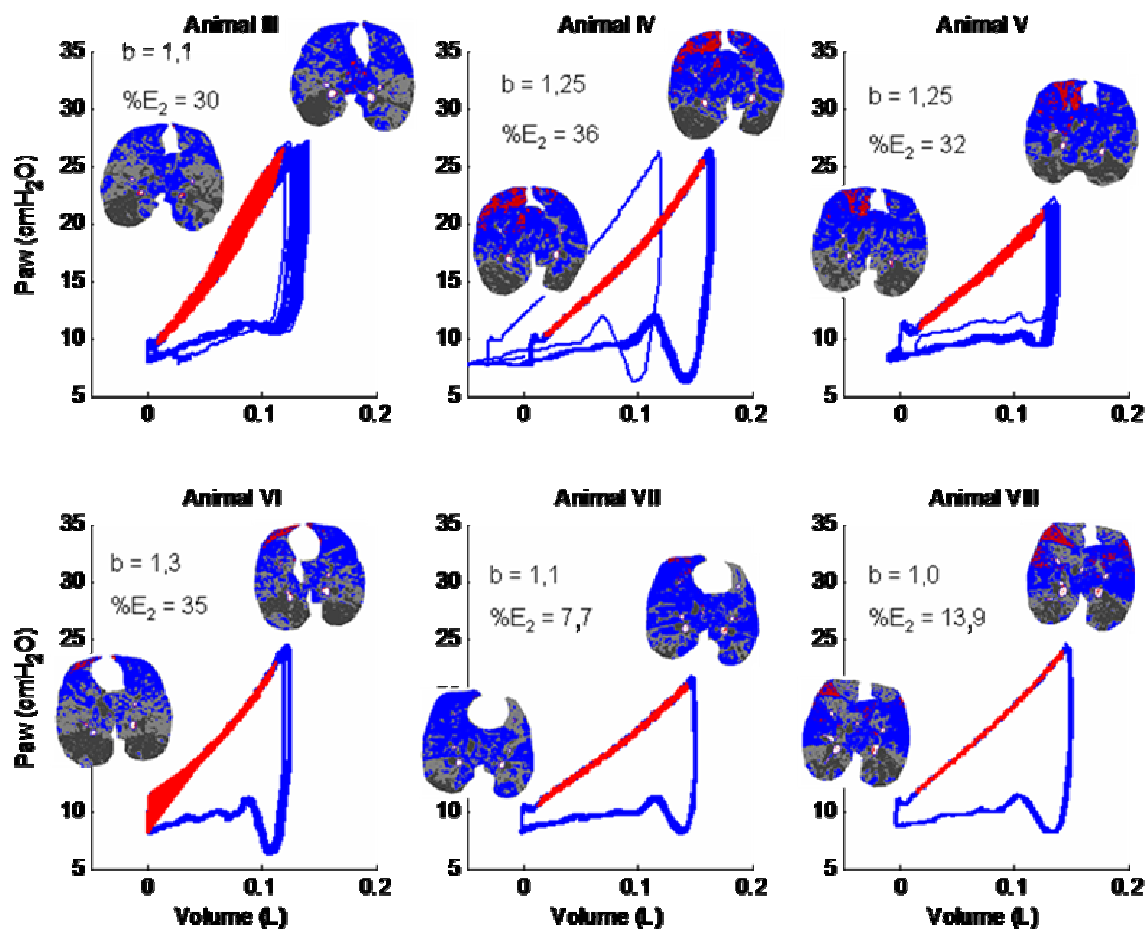 Animal III
Animal IV
Animal V
35
30
25
20
15
10
5
0
0.1
0.2
Paw (cmH2O)
b = 1,1
%E2 = 30
35
30
25
20
15
10
5
0
0.1
0.2
b = 1,25
%E2 = 36
35
30
25
20
15
10
5
0
0.1
0.2
b = 1,25
%E2 = 32
Animal VI
Animal VII
Animal VIII
35
30
25
10
5
0
0.1
0.2
Paw (cmH2O)
Volume (L)
b = 1,3
%E2 = 35
35
30
25
10
5
0
0.1
0.2
Volume (L)
b = 1,1
%E2 = 7,7
35
30
25
20
15
10
5
0
0.1
0.2
Volume (L)
b = 1,0
%E2 = 13,9